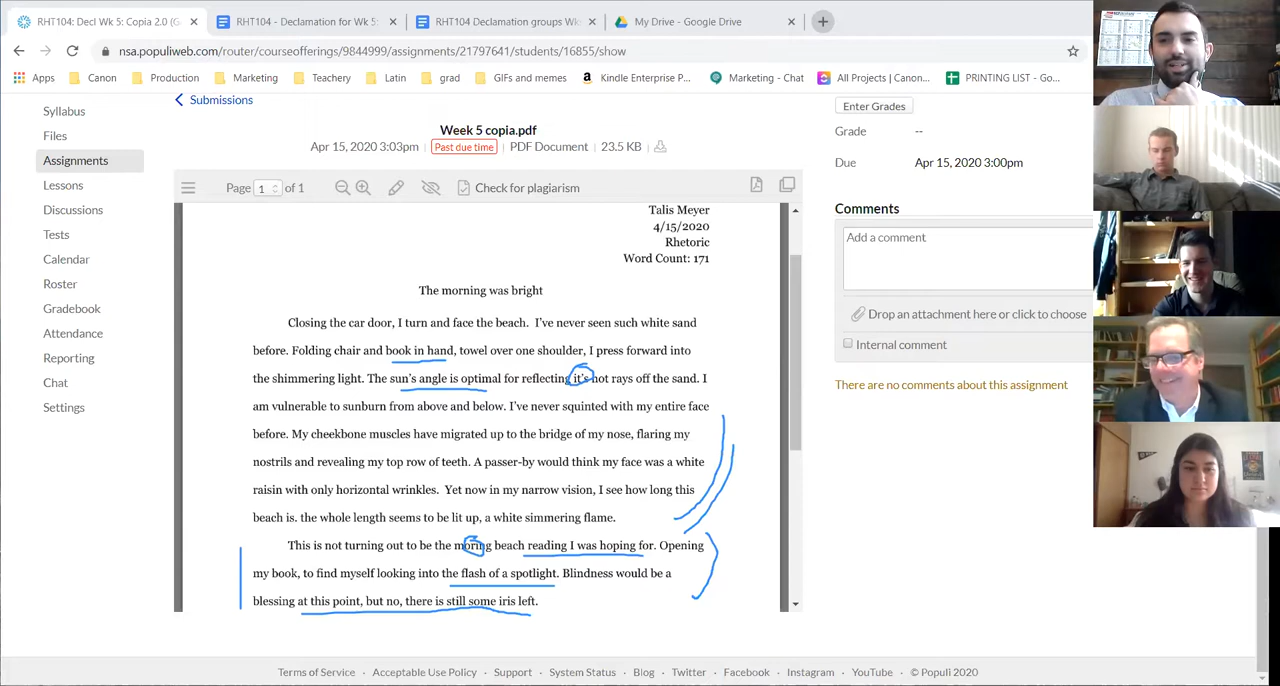 RHT104: Decl Wk 5: Copia 2.0 (G
RHT104 - Declamation for Wk 5:
RHT104 Declamation groups Wk
My Drive - Google Drive
nsa.populiweb.com/router/courseofferings/9844999/assignments/21797641/students/16855/show
Apps
Canon
Production
Marketing
Teachery
Latin
grad
GIFs and memes
Kindle Enterprise P...
Marketing - Chat
All Projects | Canon...
PRINTING LIST - Go...
Syllabus
Files
Assignments
Lessons
Discussions
Tests
Calendar
Roster
Gradebook
Attendance
Reporting
Chat
Settings
Submissions
Week 5 copia.pdf
Apr 15, 2020 3:03pm Past due time PDF Document 23.5 KB
Page 1 of 1 Check for plagiarism
Talis Meyer
4/15/2020
Rhetoric
Word Count: 171
The morning was bright
Closing the car door, I turn and face the beach. I've never seen such white sand
before. Folding chair and book in hand, towel over one shoulder, I press forward into
the shimmering light. The sun's angle is optimal for reflecting it's hot rays off the sand. I
am vulnerable to sunburn from above and below. I've never squinted with my entire face
before. My cheekbone muscles have migrated up to the bridge of my nose, flaring my
nostrils and revealing my top row of teeth. A passer-by would think my face was a white
raisin with only horizontal wrinkles. Yet now in my narrow vision, I see how long this
beach is. the whole length seems to be lit up, a white simmering flame.
This is not turning out to be the moring beach reading I was hoping for. Opening
my book, to find myself looking into the flash of a spotlight. Blindness would be a
blessing at this point, but no, there is still some iris left.
Enter Grades
Grade --
Due Apr 15, 2020 3:00pm
Comments
Add a comment
Drop an attachment here or click to choose
Internal comment
There are no comments about this assignment
Terms of Service · Acceptable Use Policy · Support · System Status · Blog · Twitter · Facebook · Instagram · YouTube · © Populi 2020